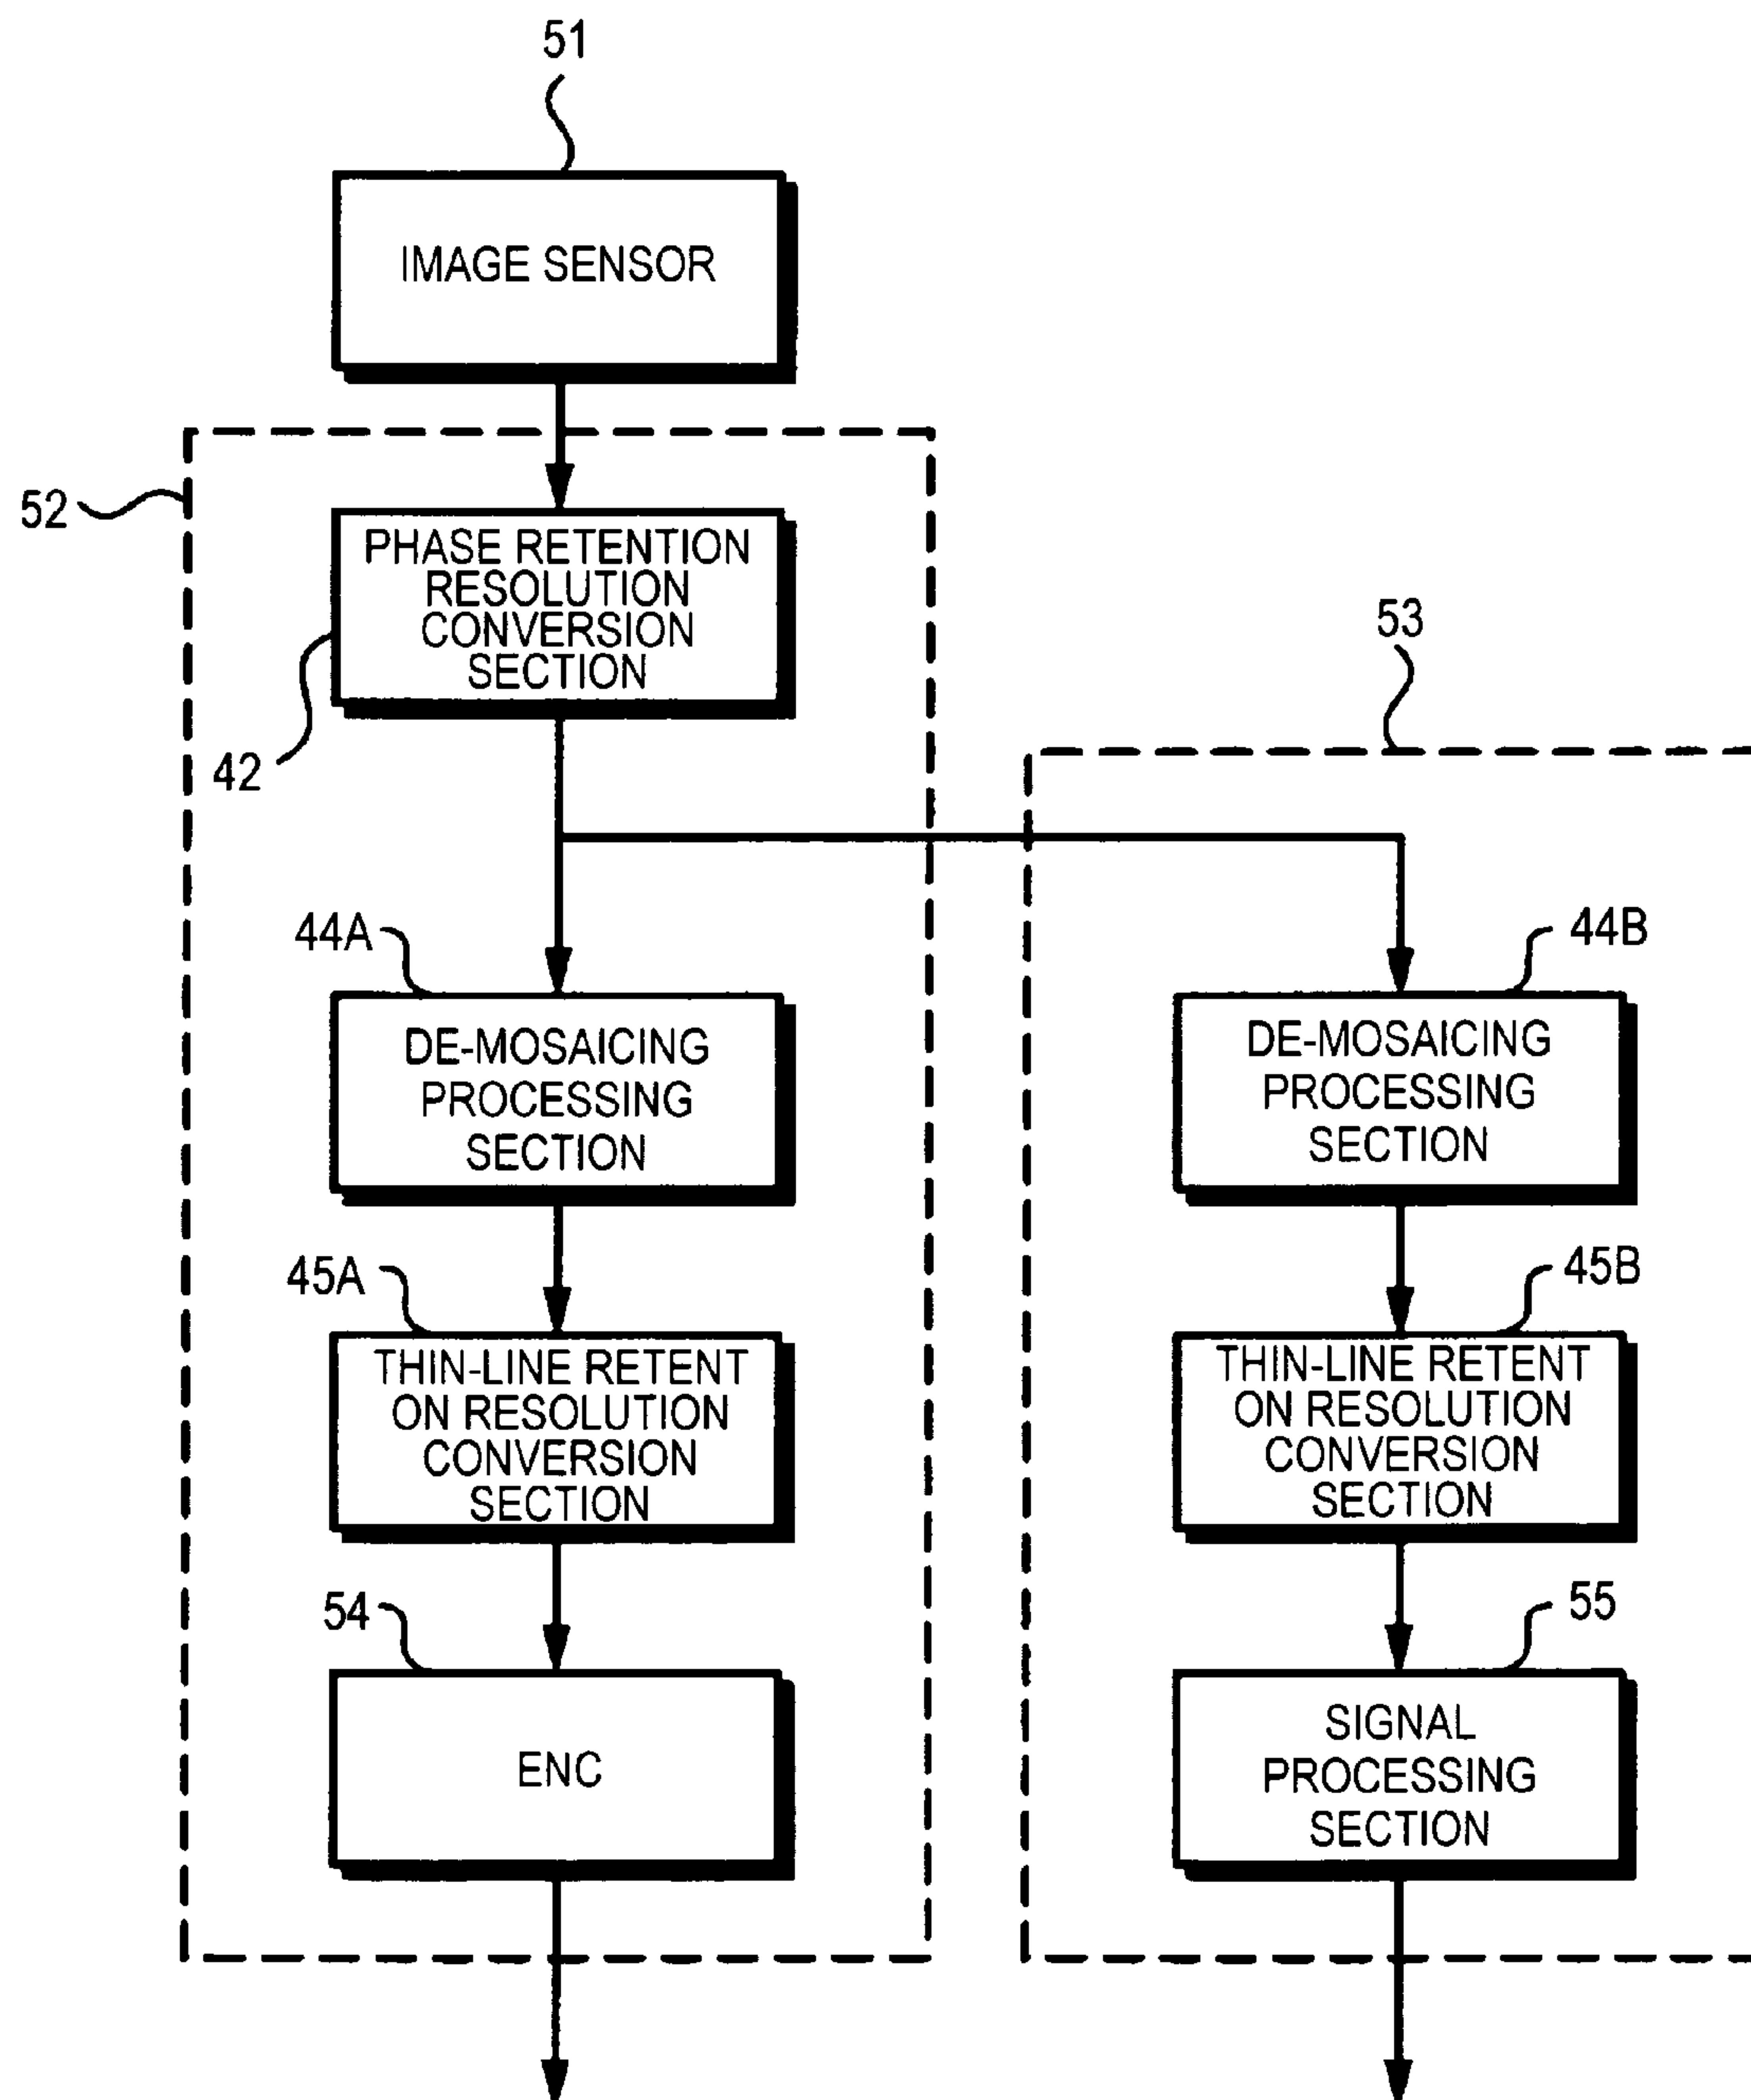 51
IMAGE SENSOR
52
PHASE RETENTION
RESOLUTION
CONVERSION
SECTION
42
53
44A
DE-MOSAICING
PROCESSING
SECTION
44B
DE-MOSAICING
PROCESSING
SECTION
45A
THIN-LINE RETENT
ON RESOLUTION
CONVERSION
SECTION
45B
THIN-LINE RETENT
ON RESOLUTION
CONVERSION
SECTION
54
ENC
55
SIGNAL
PROCESSING
SECTION